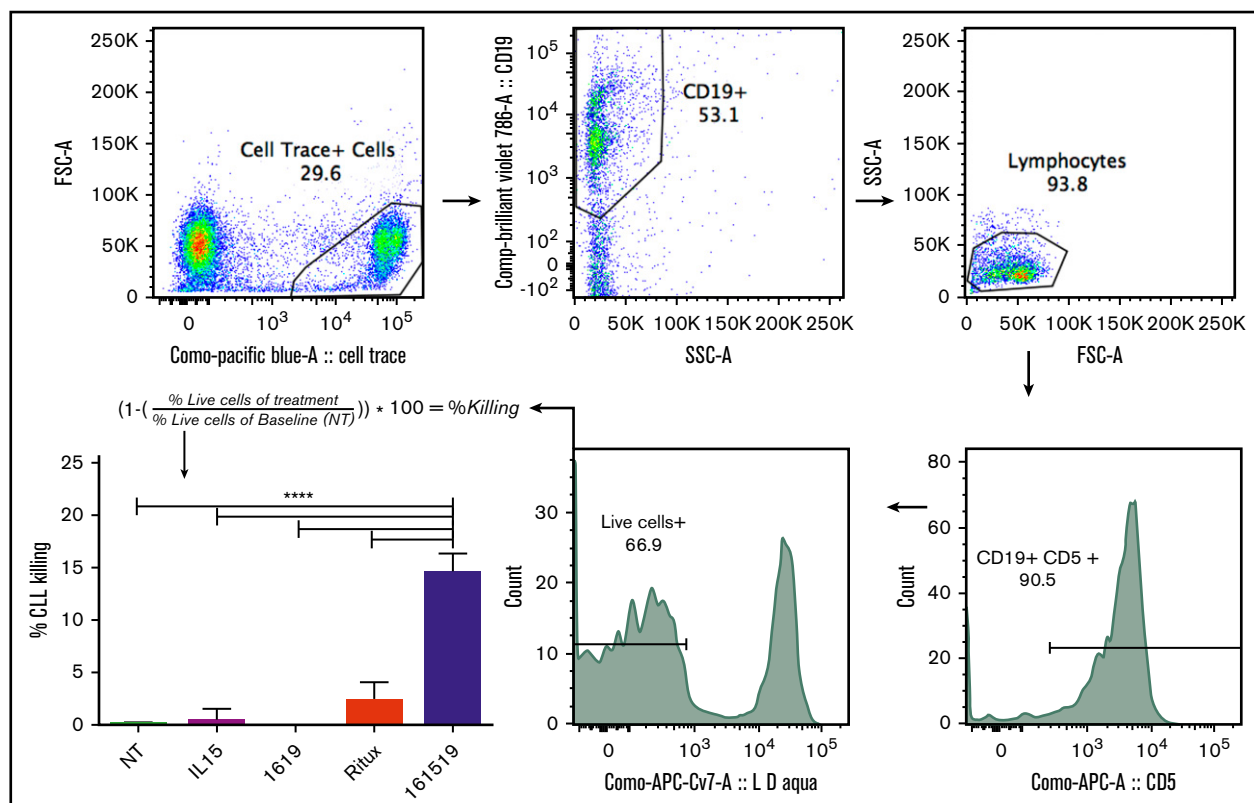 250K
200K
150K
100K
50K
0
FSC-A
Cell Trace+ Cells
29.6
0 10³ 10⁴ 10⁵
Como-pacific blue-A :: cell trace
10⁵
10⁴
10³
10²
0
-10²
Comp-brilliant violet 786-A :: CD19
CD19+
53.1
0 50K 100K 150K 200K 250K
SSC-A
250K
200K
150K
100K
50K
0
SSC-A
Lymphocytes
93.8
0 50K 100K 150K 200K 250K
FSC-A
80
60
40
20
0
Count
CD19+ CD5 +
90.5
0 10³ 10⁴ 10⁵
Como-APC-A :: CD5
30
20
10
0
Count
Live cells+
66.9
0 10³ 10⁴ 10⁵
Como-APC-Cv7-A :: L D aqua
(1-( % Live cells of treatment / % Live cells of Baseline (NT) )) * 100 = %Killing
25
20
15
10
5
0
% CLL killing
****
NT IL15 1619 Ritux 161519